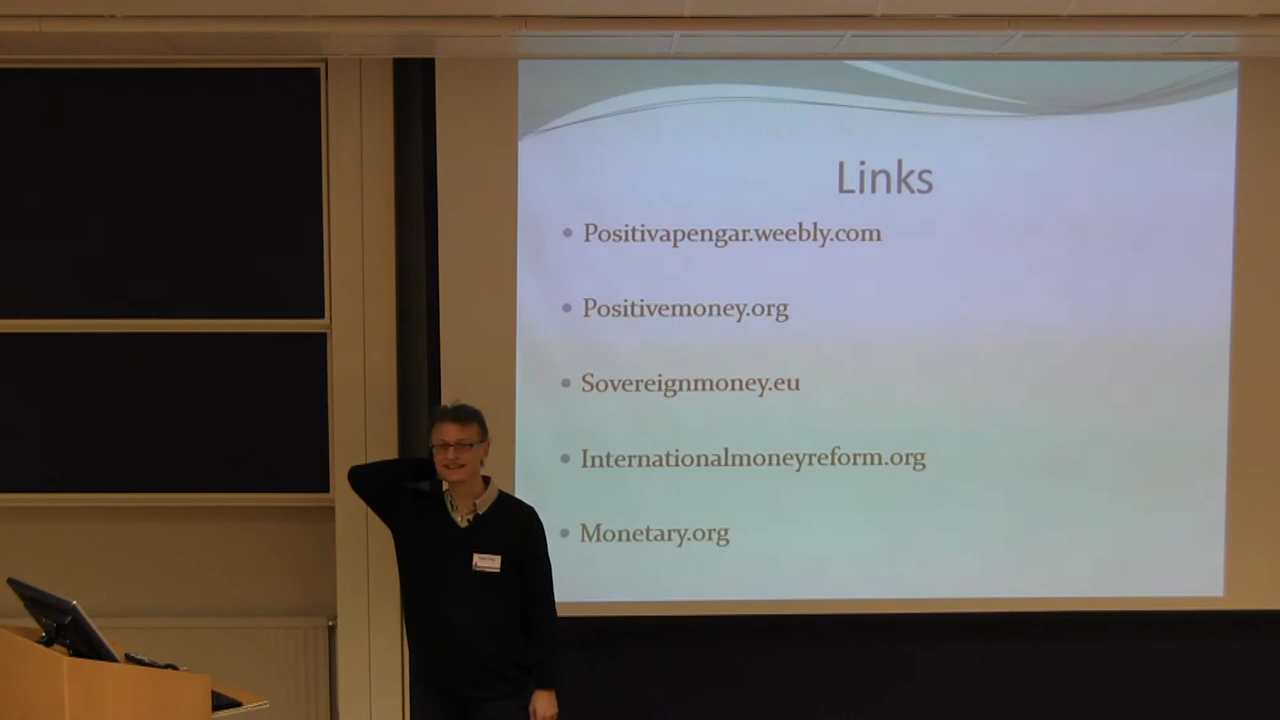 Links
Positivapengar.weebly.com
Positivemoney.org
Sovereignmoney.eu
Internationalmoneyreform.org
Monetary.org